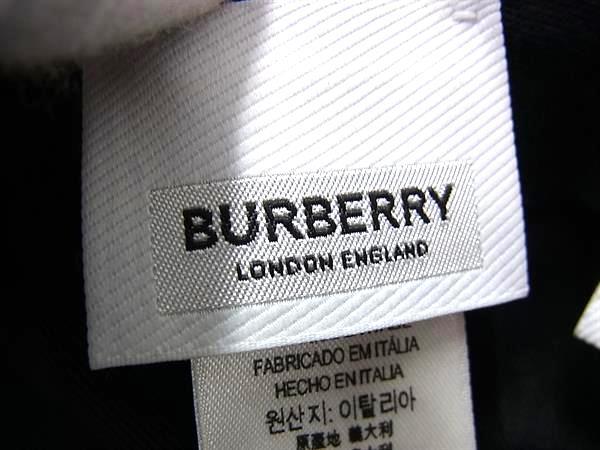 BURBERRY
LONDON ENGLAND
FABRICADO EM ITÁLIA
HECHO EN ITALIA
원산지: 이탈리아
原産地 義大利